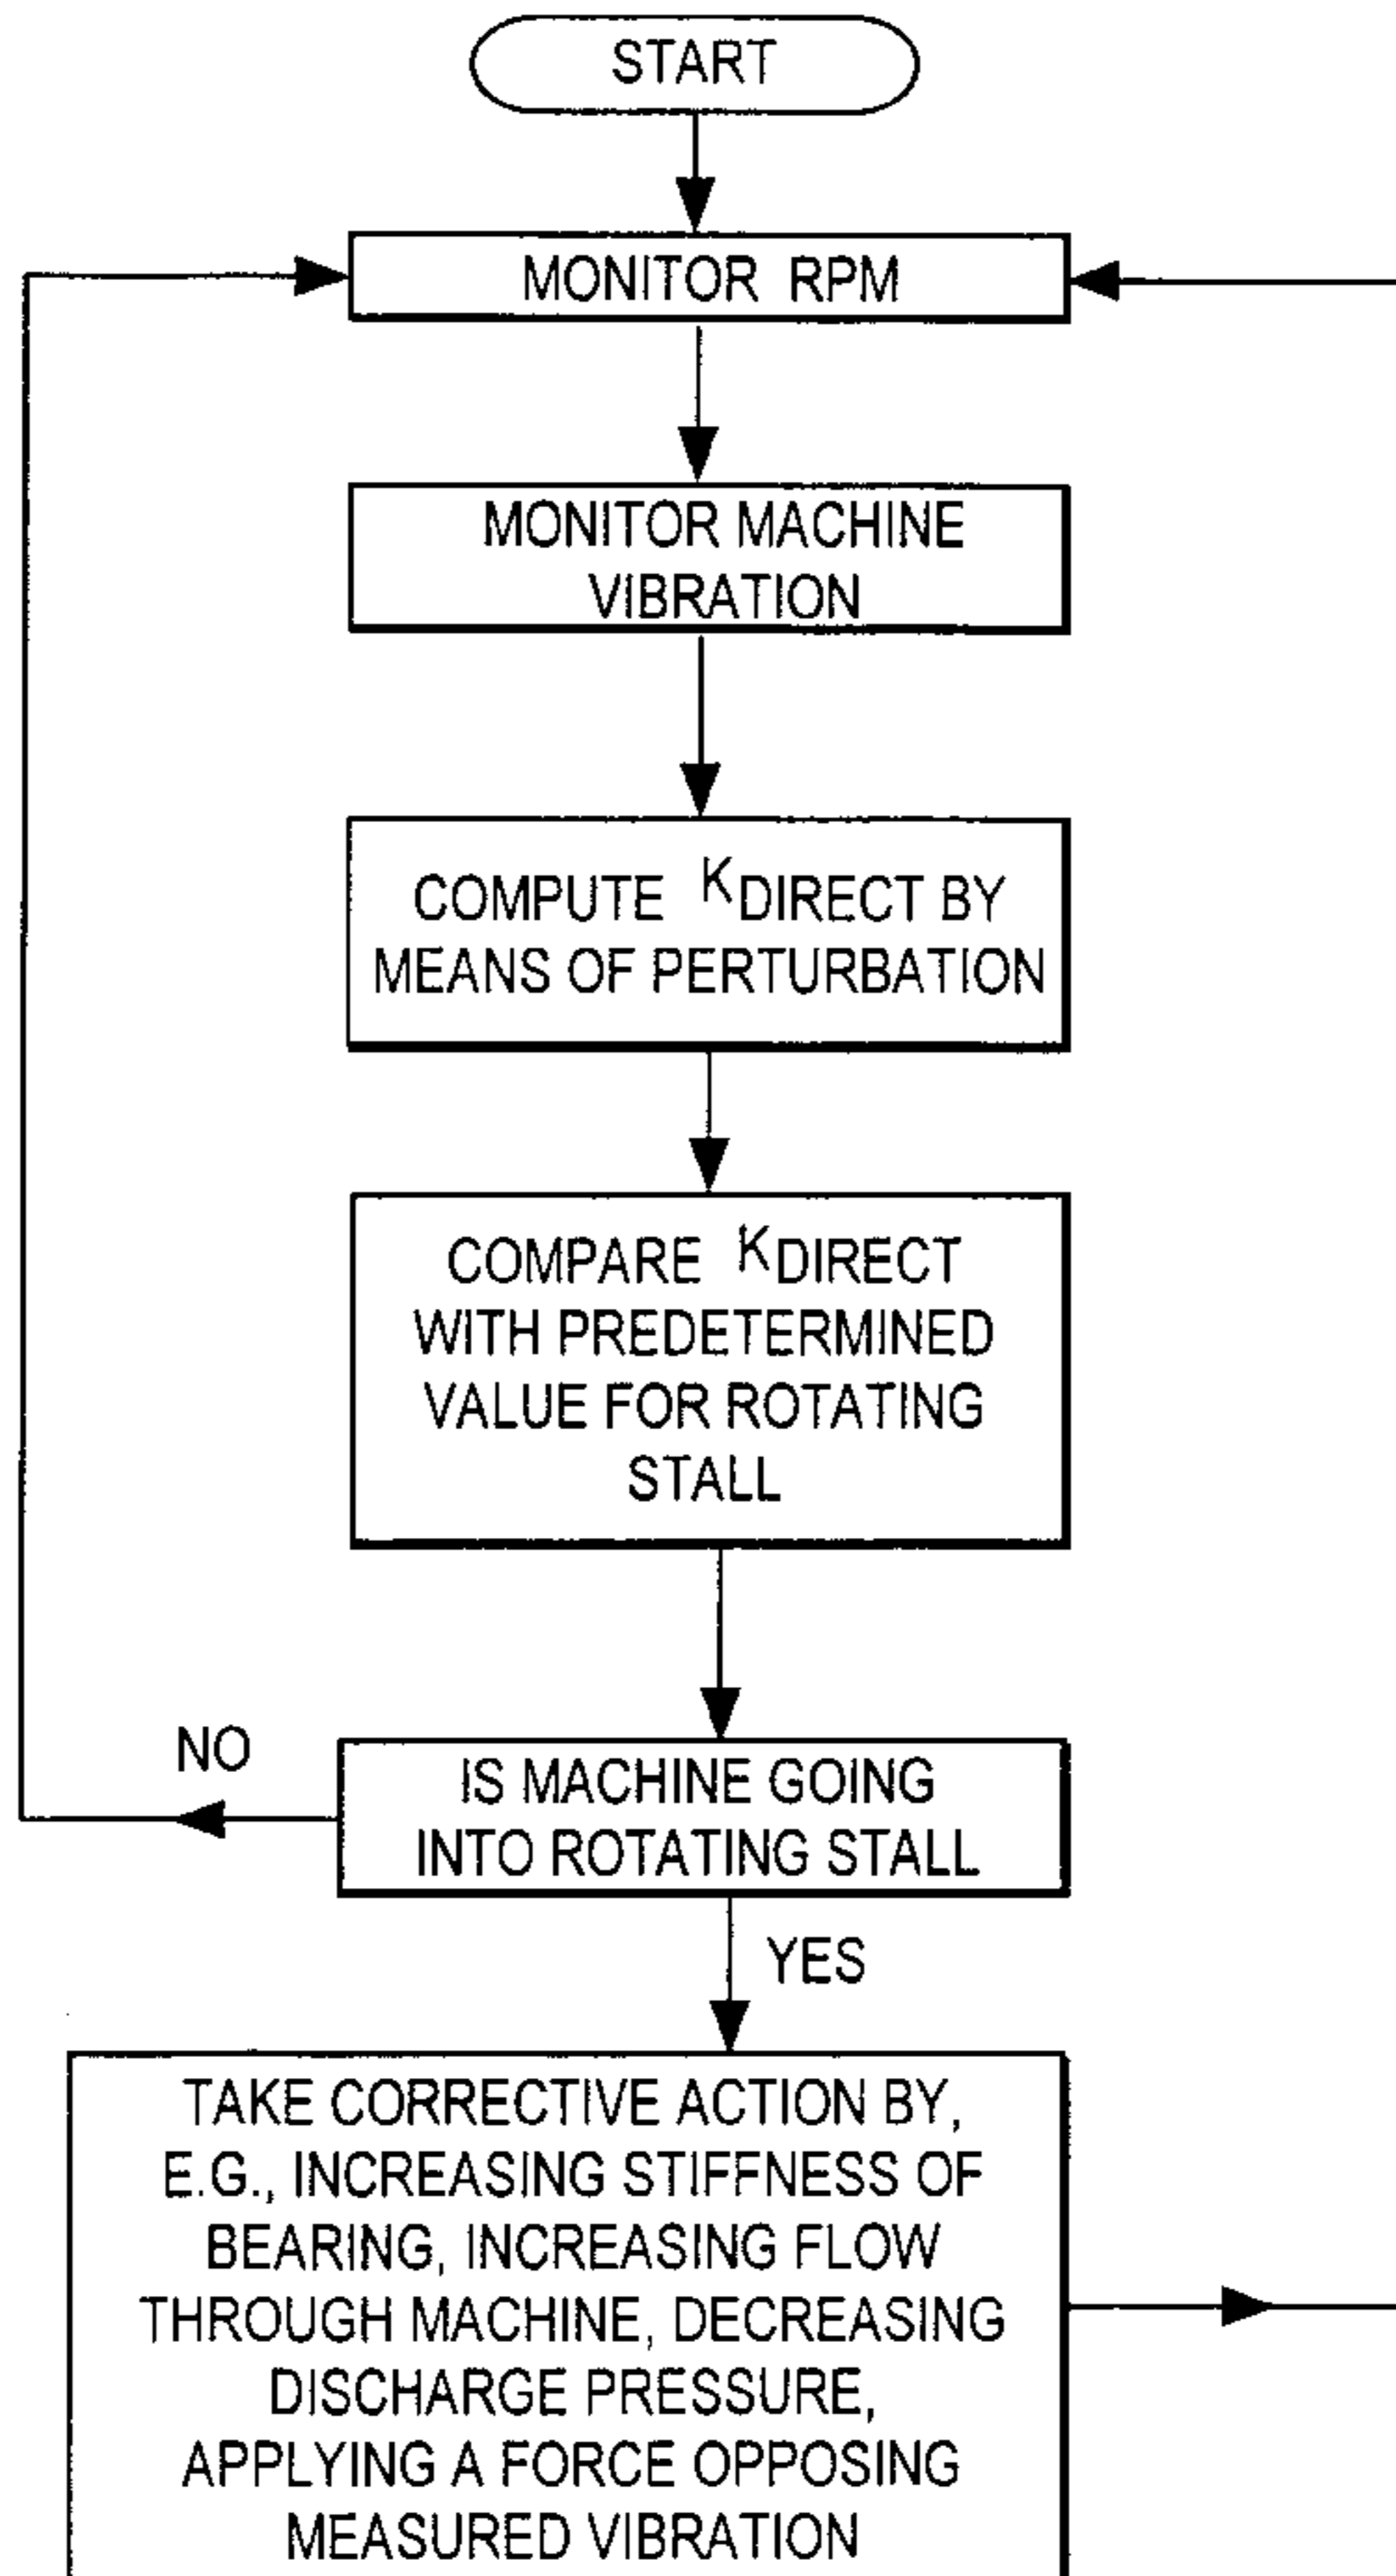 START
MONITOR RPM
MONITOR MACHINE
VIBRATION
COMPUTE KDIRECT BY
MEANS OF PERTURBATION
COMPARE KDIRECT
WITH PREDETERMINED
VALUE FOR ROTATING
STALL
NO
IS MACHINE GOING
INTO ROTATING STALL
YES
TAKE CORRECTIVE ACTION BY,
E.G., INCREASING STIFFNESS OF
BEARING, INCREASING FLOW
THROUGH MACHINE, DECREASING
DISCHARGE PRESSURE,
APPLYING A FORCE OPPOSING
MEASURED VIBRATION